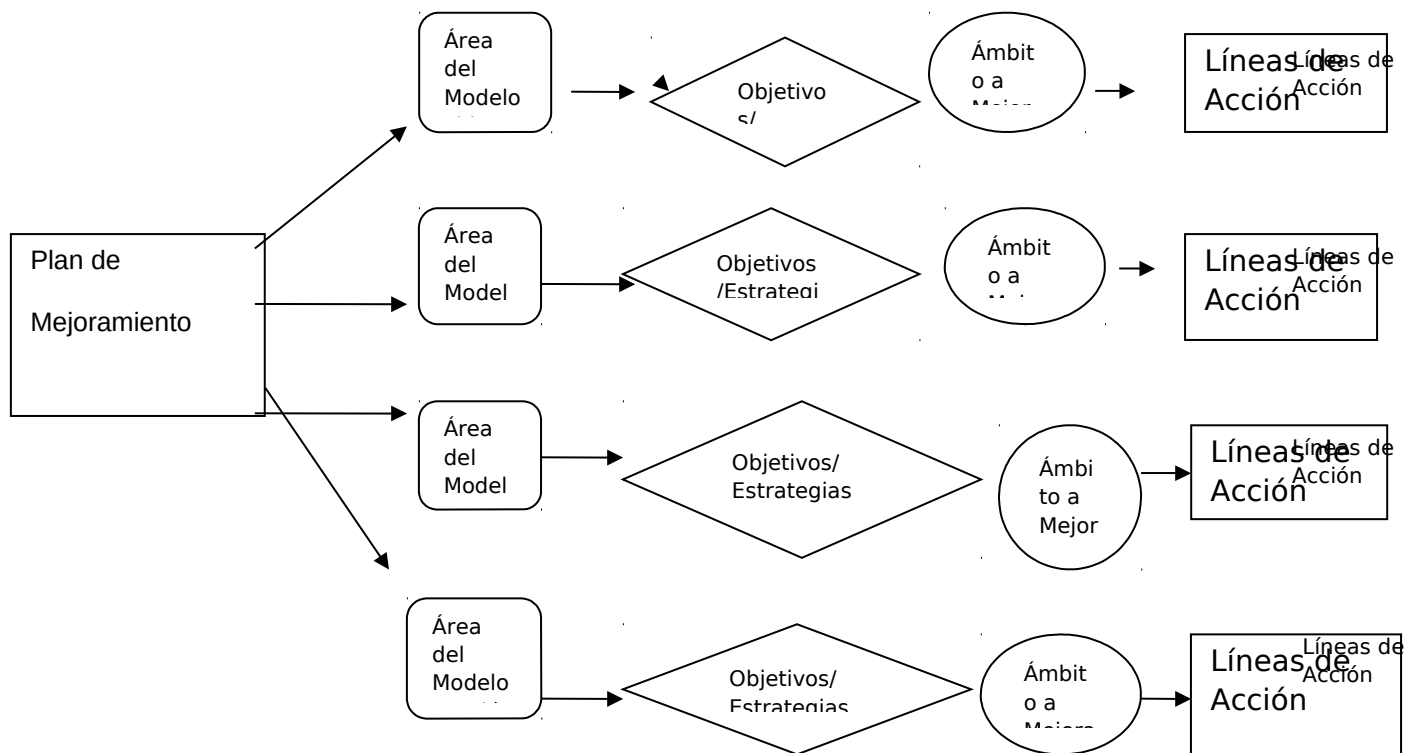 Área
del
Modelo
Objetivo
s/
Ámbit
o a
Líneas de
Acción
Líneas de
Acción
Plan de
Mejoramiento
Área
del
Model
Objetivos
/Estrategi
Ámbit
o a
Líneas de
Acción
Líneas de
Acción
Área
del
Model
Objetivos/
Estrategias
Ámbi
to a
Mejor
Líneas de
Acción
Líneas de
Acción
Área
del
Modelo
Objetivos/
Estrategias
Ámbit
o a
Mejora
Líneas de
Acción
Líneas de
Acción